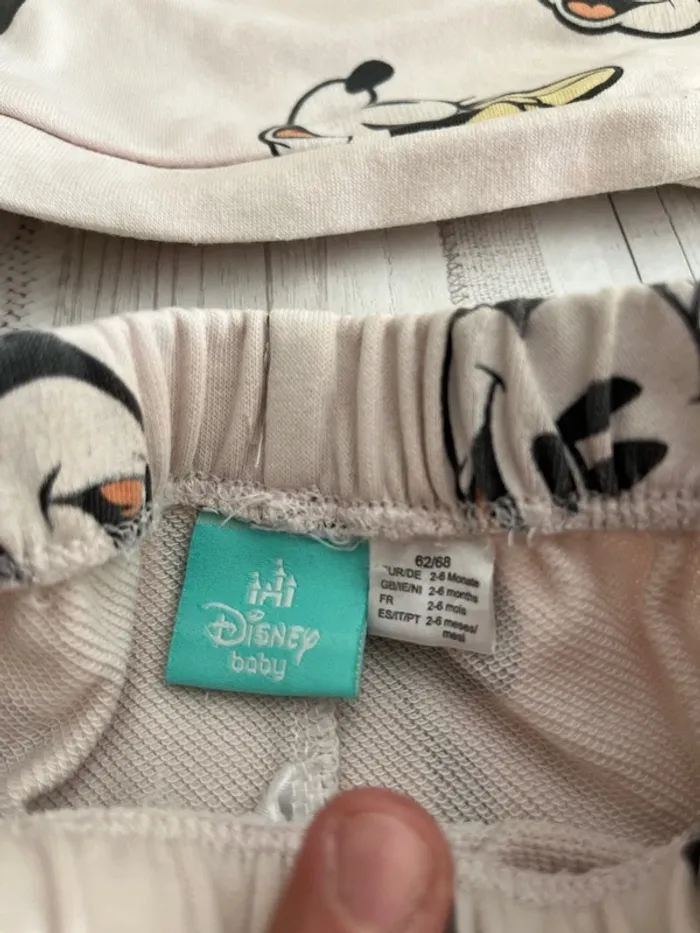 Disney
baby
62/68
EUR/DE 2-6 Monate
GB/IE/NI 2-6 months
FR 2-6 mois
ES/IT/PT 2-6 meses/
mesi